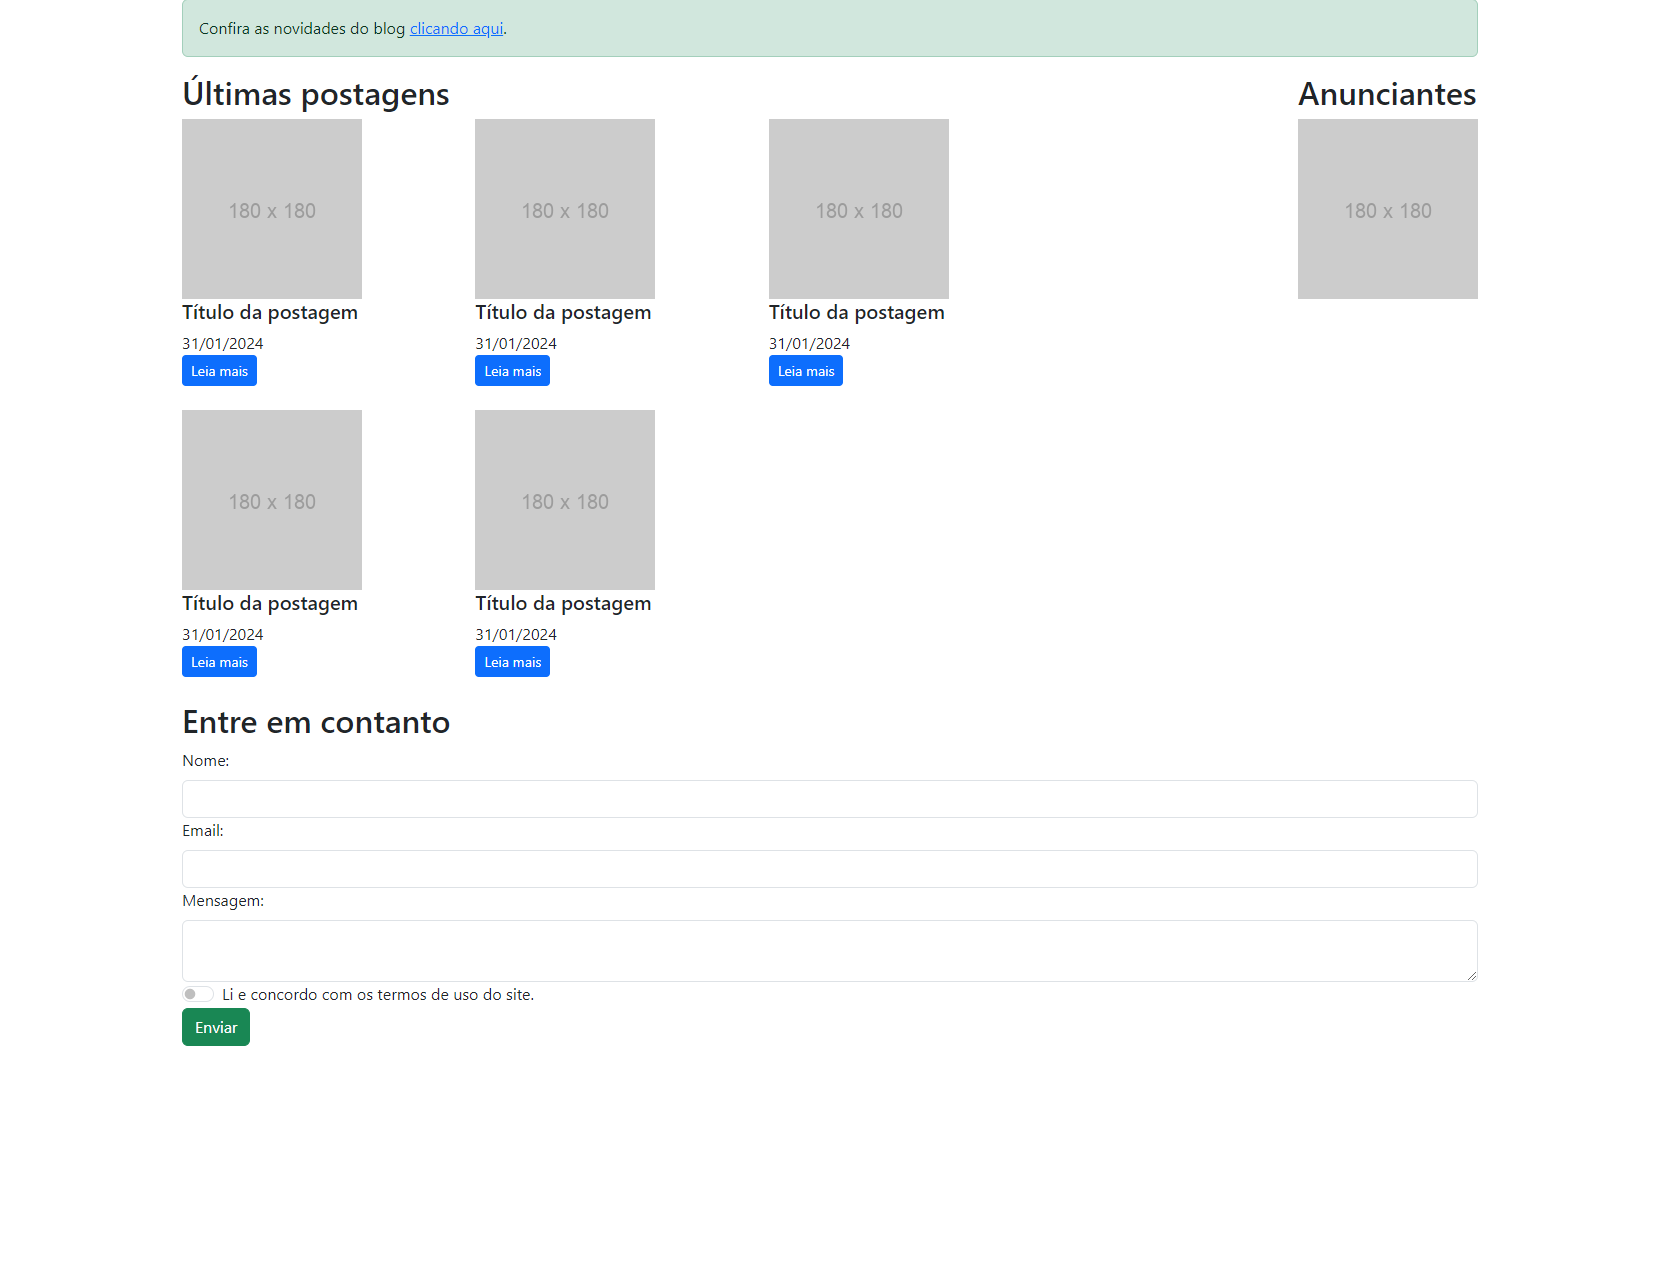 Confira as novidades do blog clicando aqui.
Últimas postagens
Anunciantes
180 x 180
180 x 180
180 x 180
180 x 180
Título da postagem
Título da postagem
Título da postagem
31/01/2024
31/01/2024
31/01/2024
Leia mais
Leia mais
Leia mais
180 x 180
180 x 180
Título da postagem
Título da postagem
31/01/2024
31/01/2024
Leia mais
Leia mais
Entre em contanto
Nome:
Email:
Mensagem:
Li e concordo com os termos de uso do site.
Enviar